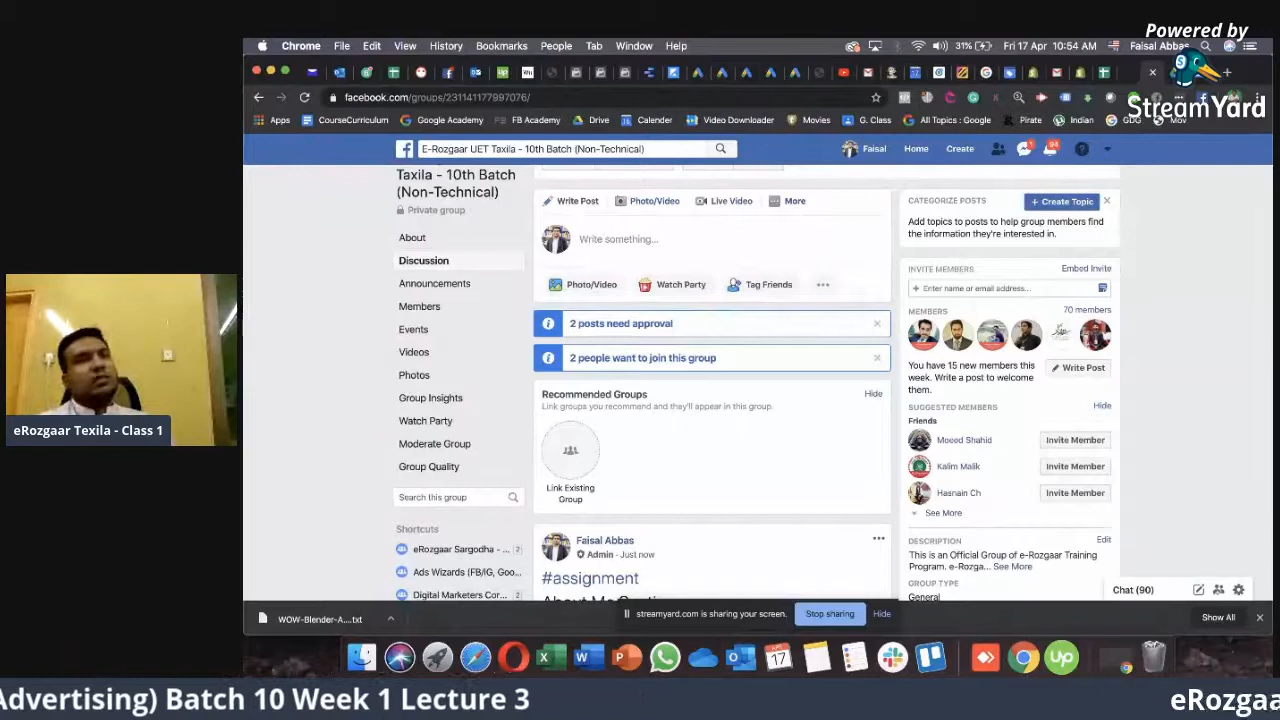 Powered by
StreamYard
Chrome File Edit View History Bookmarks People Tab Window Help
31% Fri 17 Apr 10:54 AM Faisal Abbas
facebook.com/groups/231141177997076/
Apps CourseCurriculum Google Academy FB Academy Drive Calendar Video Downloader Movies G. Class All Topics : Google Pirate Indian GDG Mov
E-Rozgaar UET Taxila - 10th Batch (Non-Technical)
Faisal Home Create
Taxila - 10th Batch
(Non-Technical)
Private group
About
Discussion
Announcements
Members
Events
Videos
Photos
Group Insights
Watch Party
Moderate Group
Group Quality
Search this group
Shortcuts
eRozgaar Sargodha - ... 2
Ads Wizards (FB/IG, Goo...
Digital Marketers Cor... 2
Write Post Photo/Video Live Video More
Write something...
Photo/Video Watch Party Tag Friends
2 posts need approval
2 people want to join this group
Recommended Groups Hide
Link groups you recommend and they'll appear in this group.
Link Existing
Group
Faisal Abbas
Admin · Just now
#assignment
CATEGORIZE POSTS + Create Topic
Add topics to posts to help group members find
the information they're interested in.
INVITE MEMBERS Embed Invite
+ Enter name or email address...
MEMBERS 70 members
You have 15 new members this
week. Write a post to welcome
them.
Write Post
SUGGESTED MEMBERS Hide
Friends
Moeed Shahid Invite Member
Kalim Malik Invite Member
Hasnain Ch Invite Member
See More
DESCRIPTION Edit
This is an Official Group of e-Rozgaar Training
Program. e-Rozga... See More
GROUP TYPE
General
Chat (90)
WOW-Blender-A....txt
streamyard.com is sharing your screen. Stop sharing Hide
Show All
17
Up
eRozgaar Texila - Class 1
Advertising) Batch 10 Week 1 Lecture 3
eRozgaa